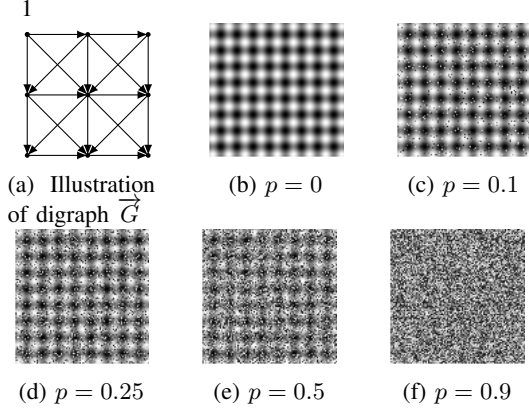 1
(a) Illustration
of digraph $\overrightarrow{G}$
(b) p = 0
(c) p = 0.1
(d) p = 0.25
(e) p = 0.5
(f) p = 0.9